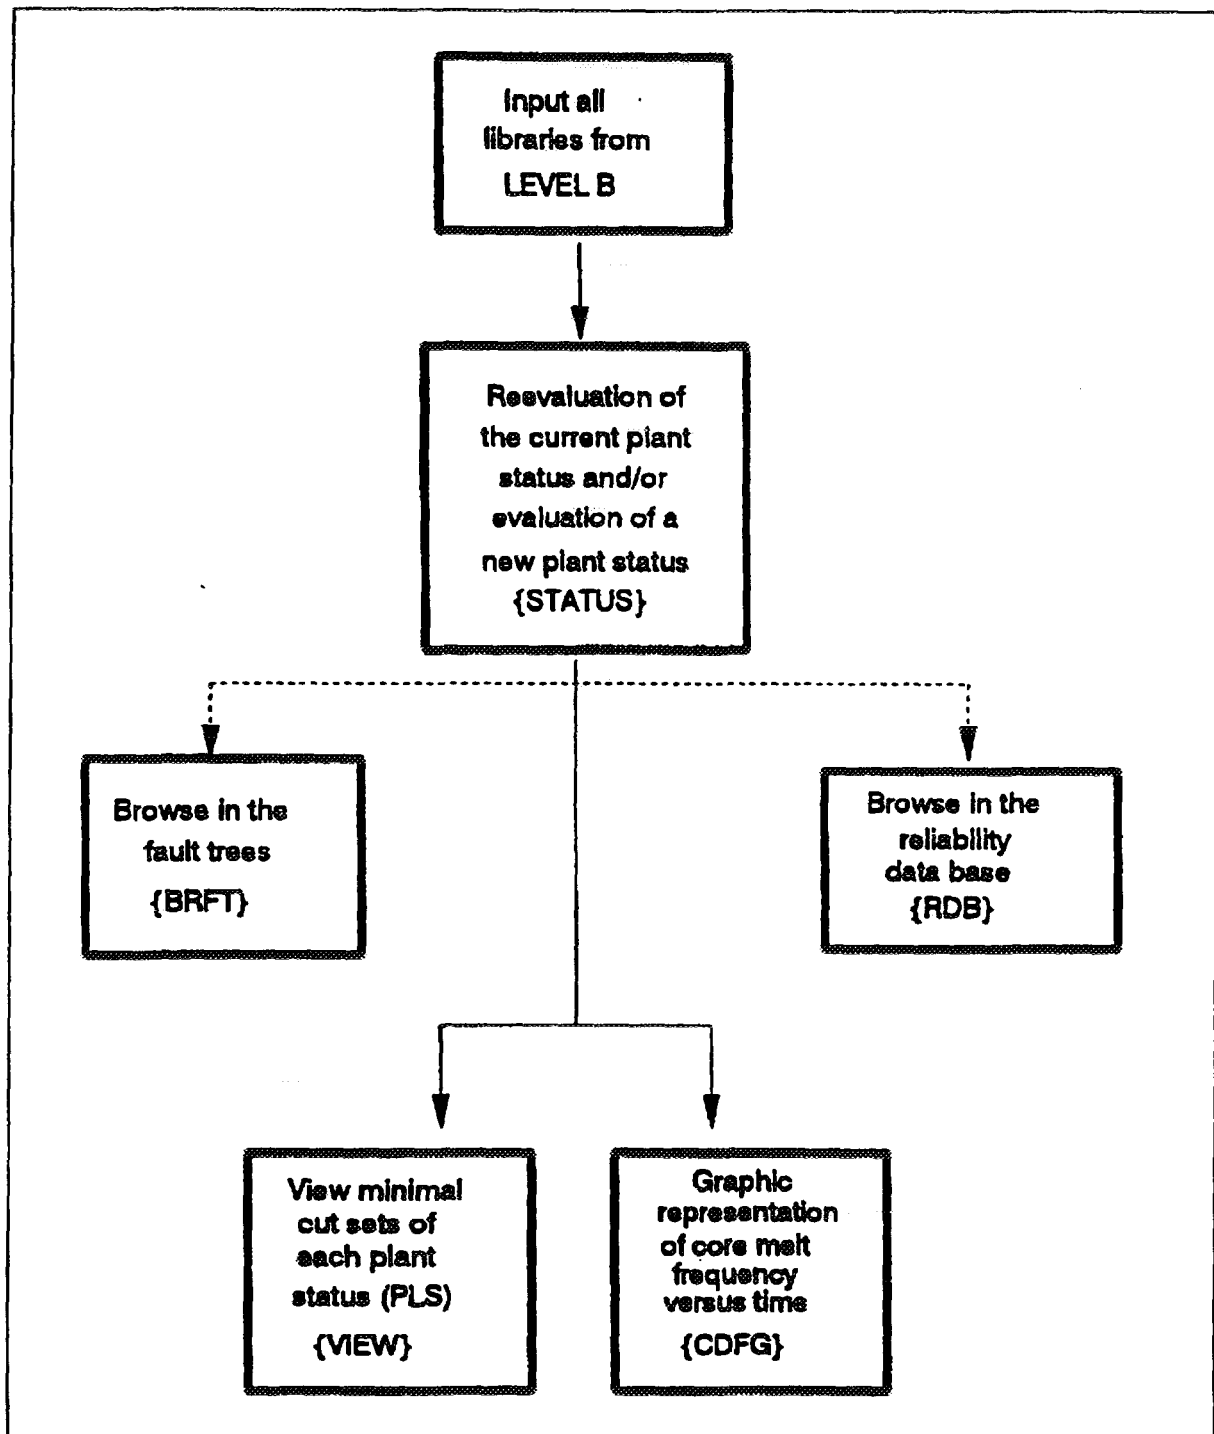 Input all
libraries from
LEVEL B
Reevaluation of
the current plant
status and/or
evaluation of a
new plant status
{STATUS}
Browse in the
fault trees
{BRFT}
Browse in the
reliability
data base
{RDB}
View minimal
cut sets of
each plant
status (PLS)
{VIEW}
Graphic
representation
of core melt
frequency
versus time
{CDFG}